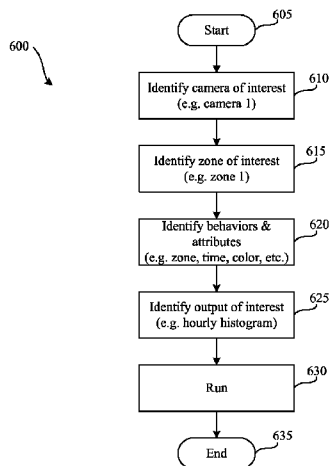 605
Start
600
Identify camera of interest
(e.g. camera 1)
610
Identify zone of interest
(e.g. zone 1)
615
Identify behaviors &
attributes
(e.g. zone, time, color, etc.)
620
Identify output of interest
(e.g. hourly histogram)
625
Run
630
End
635